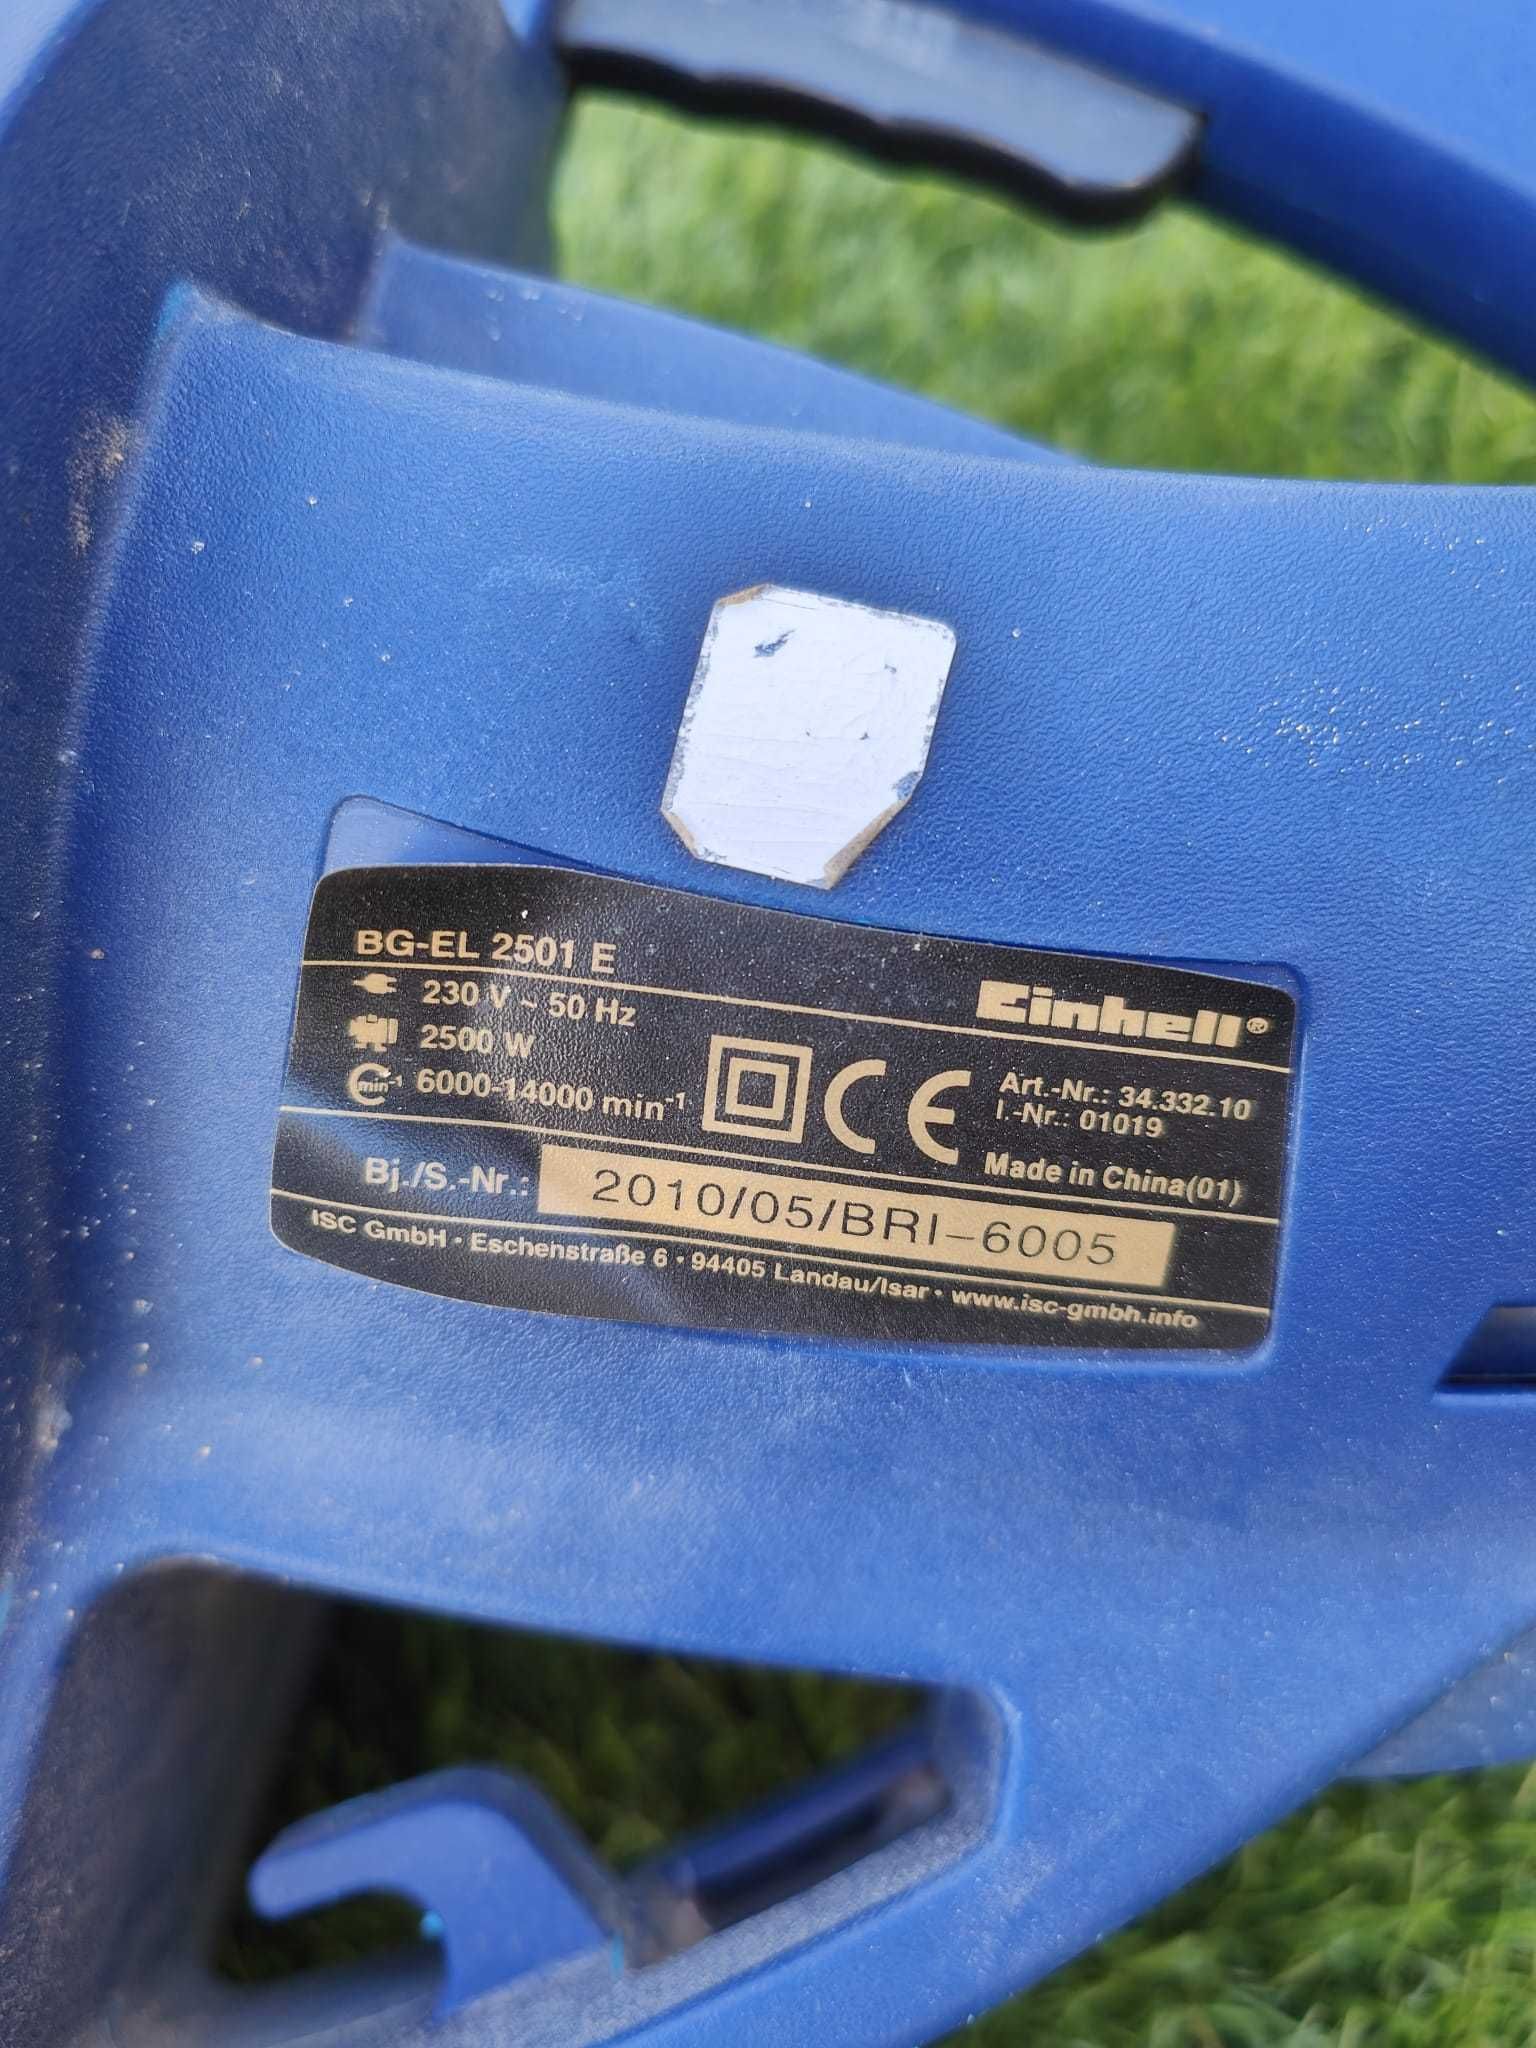 BG-EL 2501 E
Einhell®
230 V ~ 50 Hz
2500 W
min-1 6000-14000 min-1
CE
Art.-Nr.: 34.332.10
I.-Nr.: 01019
Made in China(01)
Bj./S.-Nr.: 2010/05/BRI-6005
ISC GmbH · Eschenstraße 6 · 94405 Landau/Isar · www.isc-gmbh.info